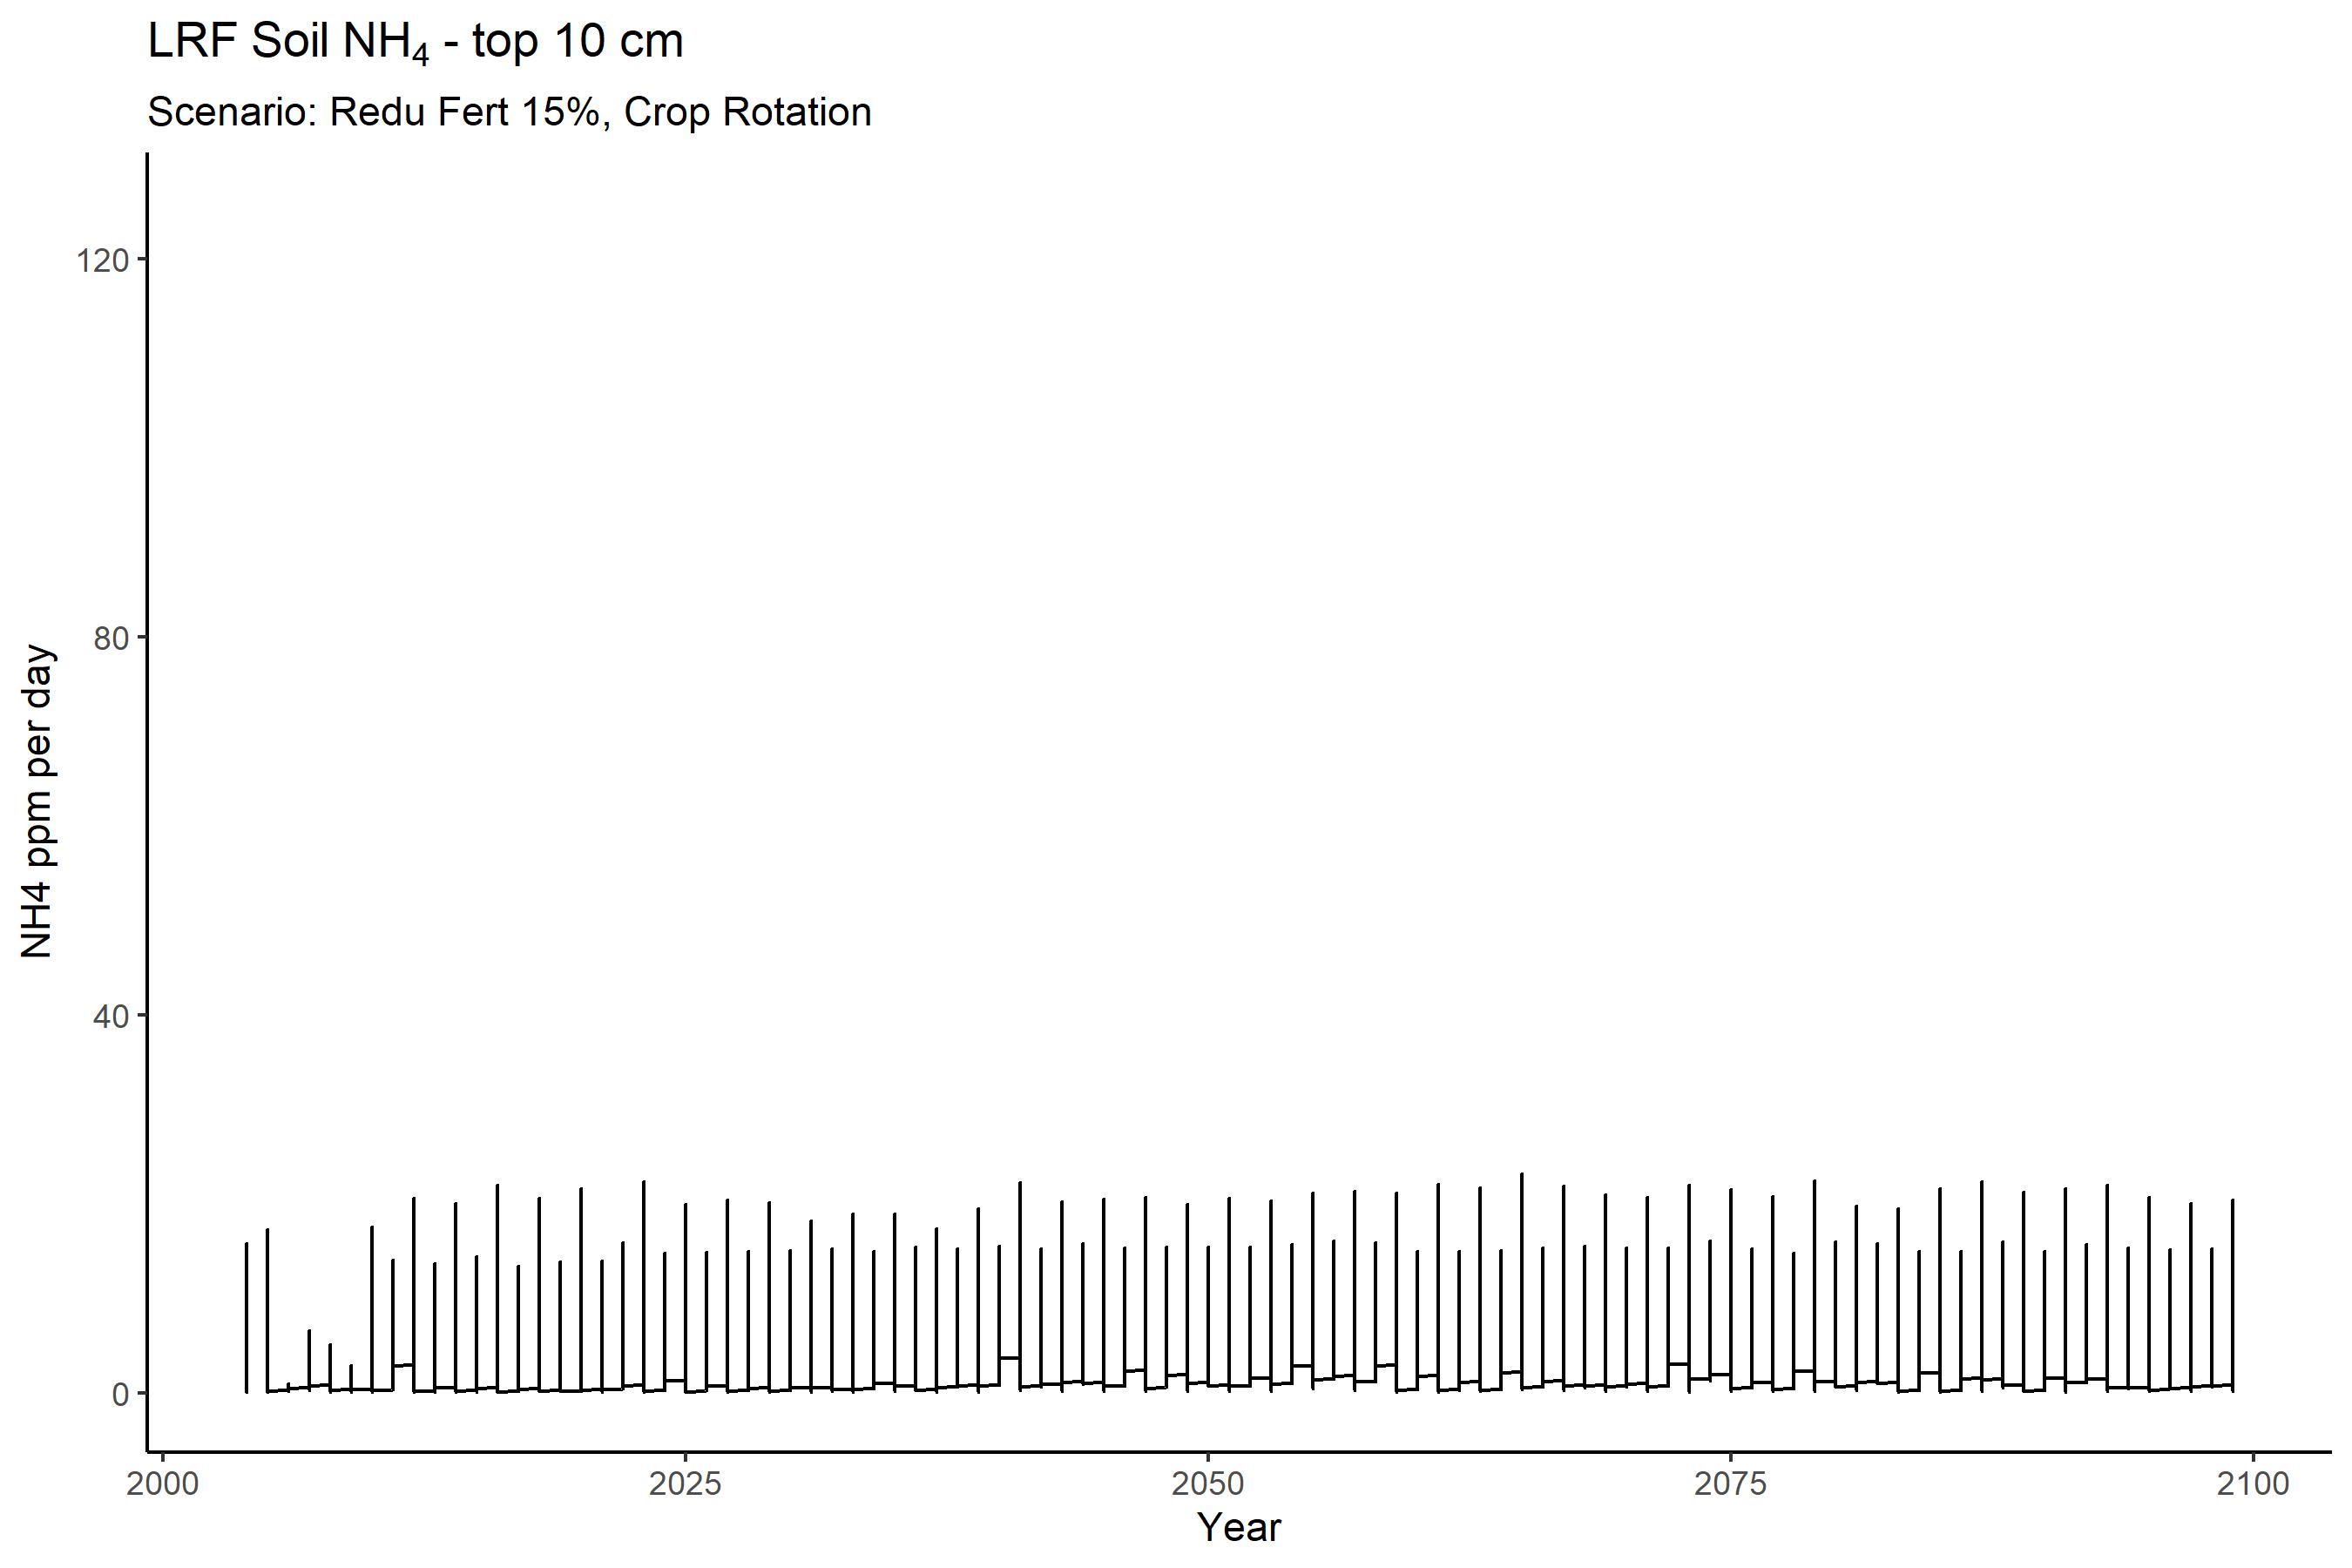 LRF Soil NH₄ - top 10 cm
Scenario: Redu Fert 15%, Crop Rotation
NH4 ppm per day
120
80
40
0
2000
2025
2050
2075
2100
Year